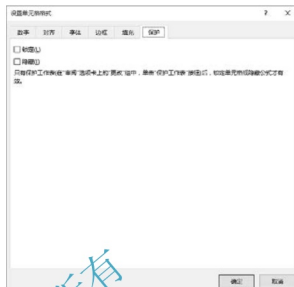 设置单元格格式 ? ×
数字 对齐 字体 边框 填充 保护
锁定(L)
隐藏(I)
只有保护工作表(在"审阅"选项卡上的"更改"组中，单击"保护工作表"按钮)后，锁定单元格或隐藏公式才有
效。
有
确定 取消